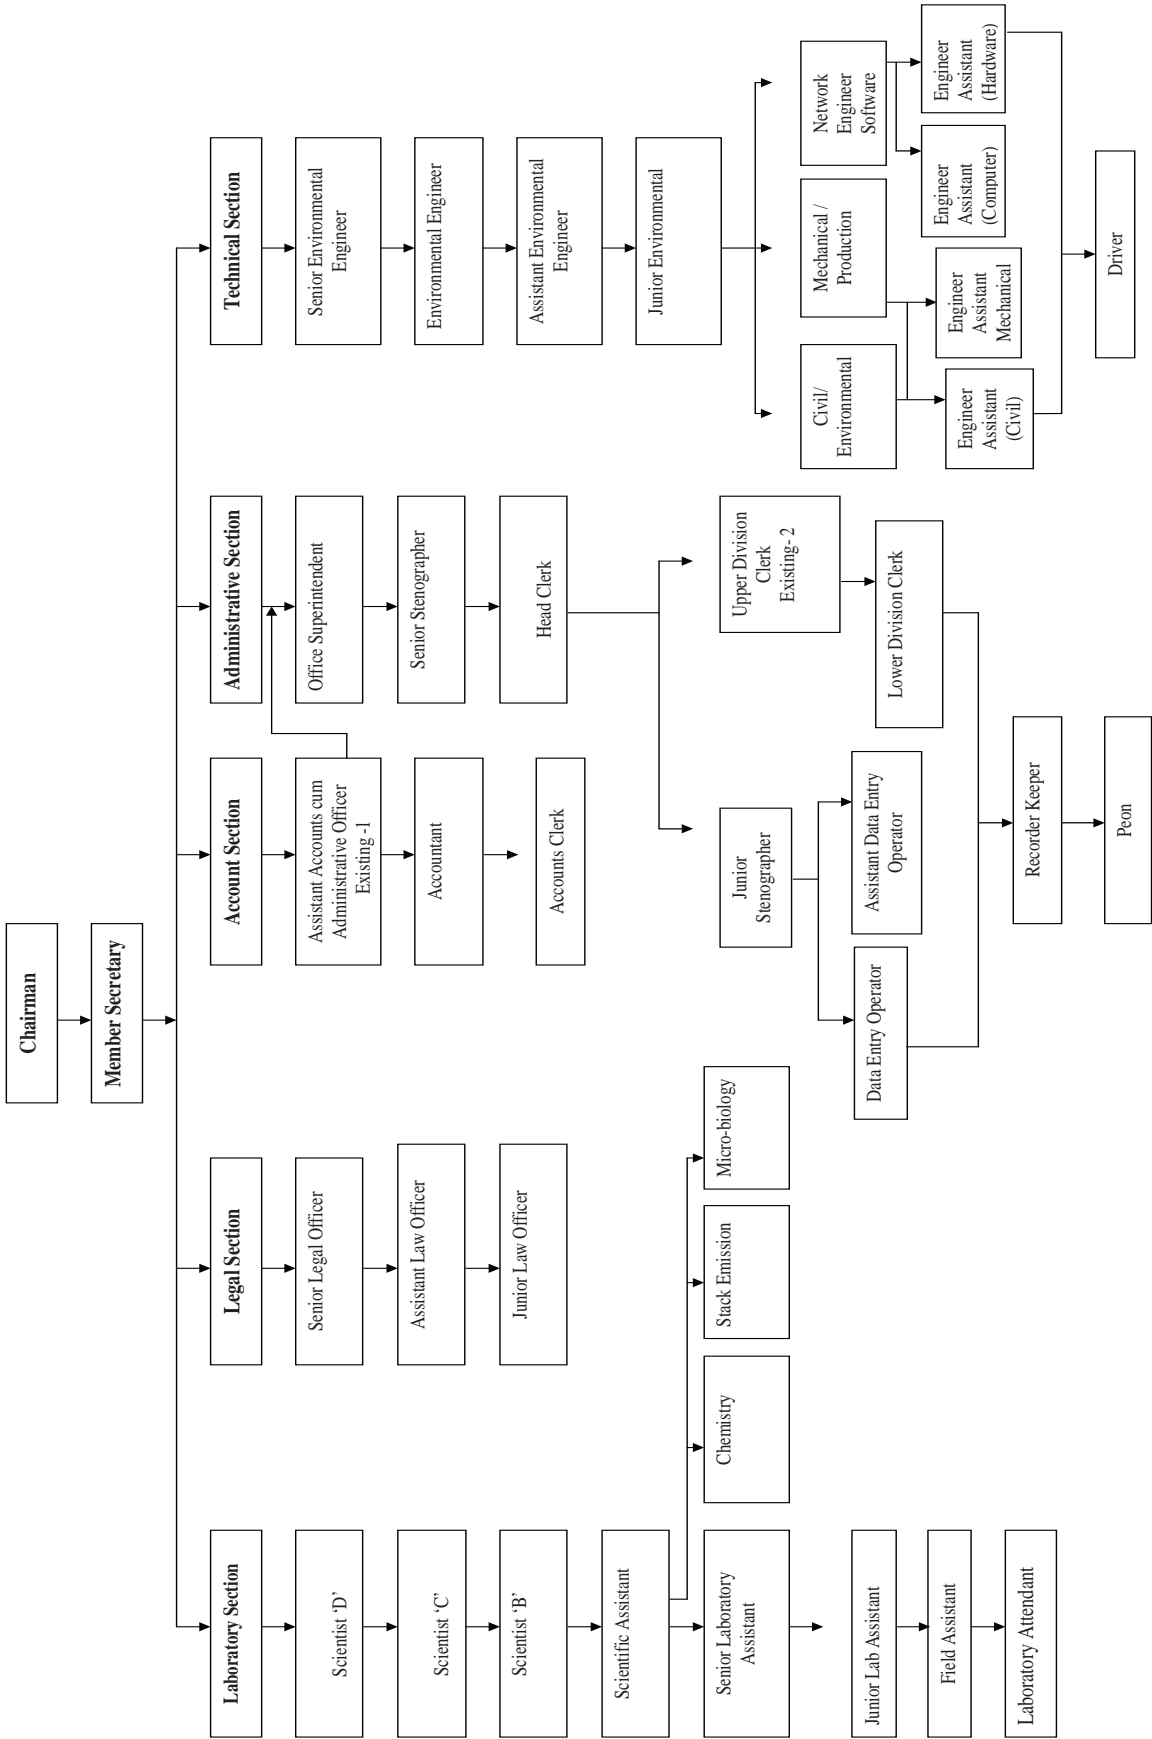 Chairman
Member Secretary
Laboratory Section
Legal Section
Account Section
Administrative Section
Technical Section
Scientist ‘D’
Scientist ‘C’
Scientist ‘B’
Scientific Assistant
Senior Laboratory
Assistant
Chemistry
Stack Emission
Micro-biology
Junior Lab Assistant
Field Assistant
Laboratory Attendant
Senior Legal Officer
Assistant Law Officer
Junior Law Officer
Assistant Accounts cum
Administrative Officer
Existing -1
Accountant
Accounts Clerk
Office Superintendent
Senior Stenographer
Head Clerk
Junior
Stenographer
Upper Division
Clerk
Existing- 2
Data Entry Operator
Assistant Data Entry
Operator
Lower Division Clerk
Recorder Keeper
Peon
Senior Environmental
Engineer
Environmental Engineer
Assistant Environmental
Engineer
Junior Environmental
Civil/
Environmental
Mechanical /
Production
Network
Engineer
Software
Engineer
Assistant
(Civil)
Engineer
Assistant
Mechanical
Engineer
Assistant
(Computer)
Engineer
Assistant
(Hardware)
Driver